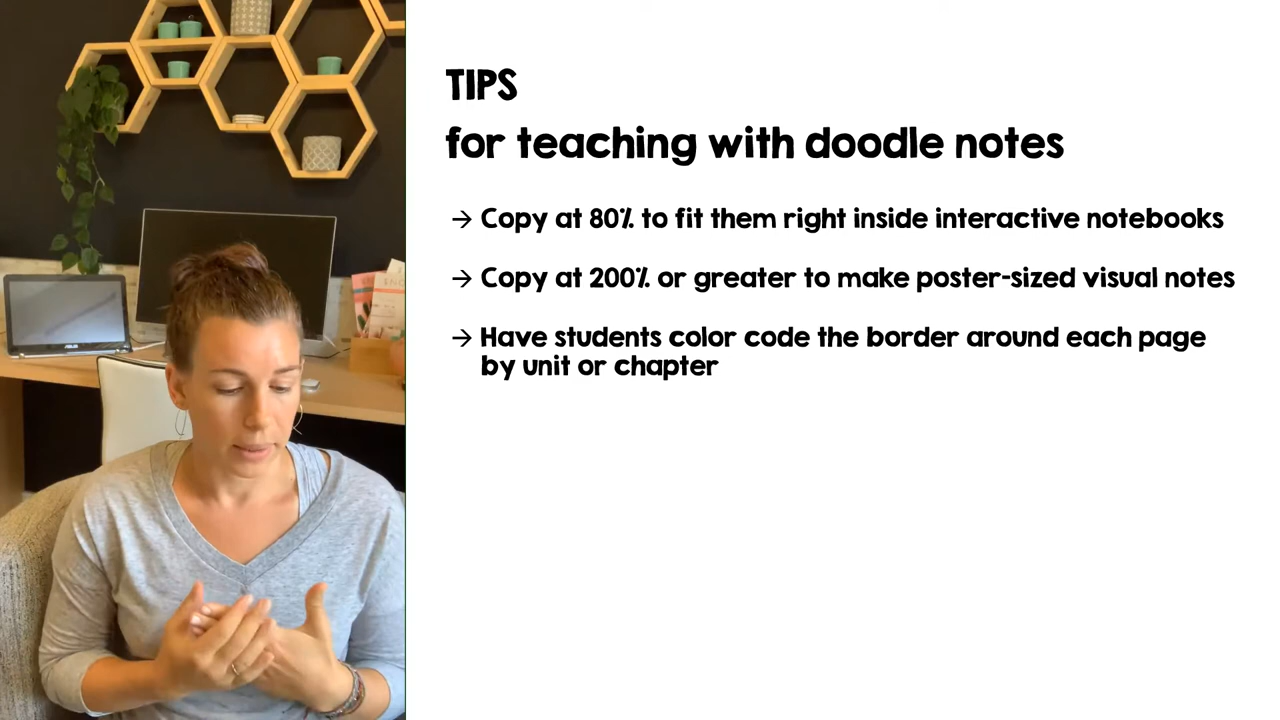 TIPS
for teaching with doodle notes
→ Copy at 80% to fit them right inside interactive notebooks
→ Copy at 200% or greater to make poster-sized visual notes
→ Have students color code the border around each page
by unit or chapter
ASUS